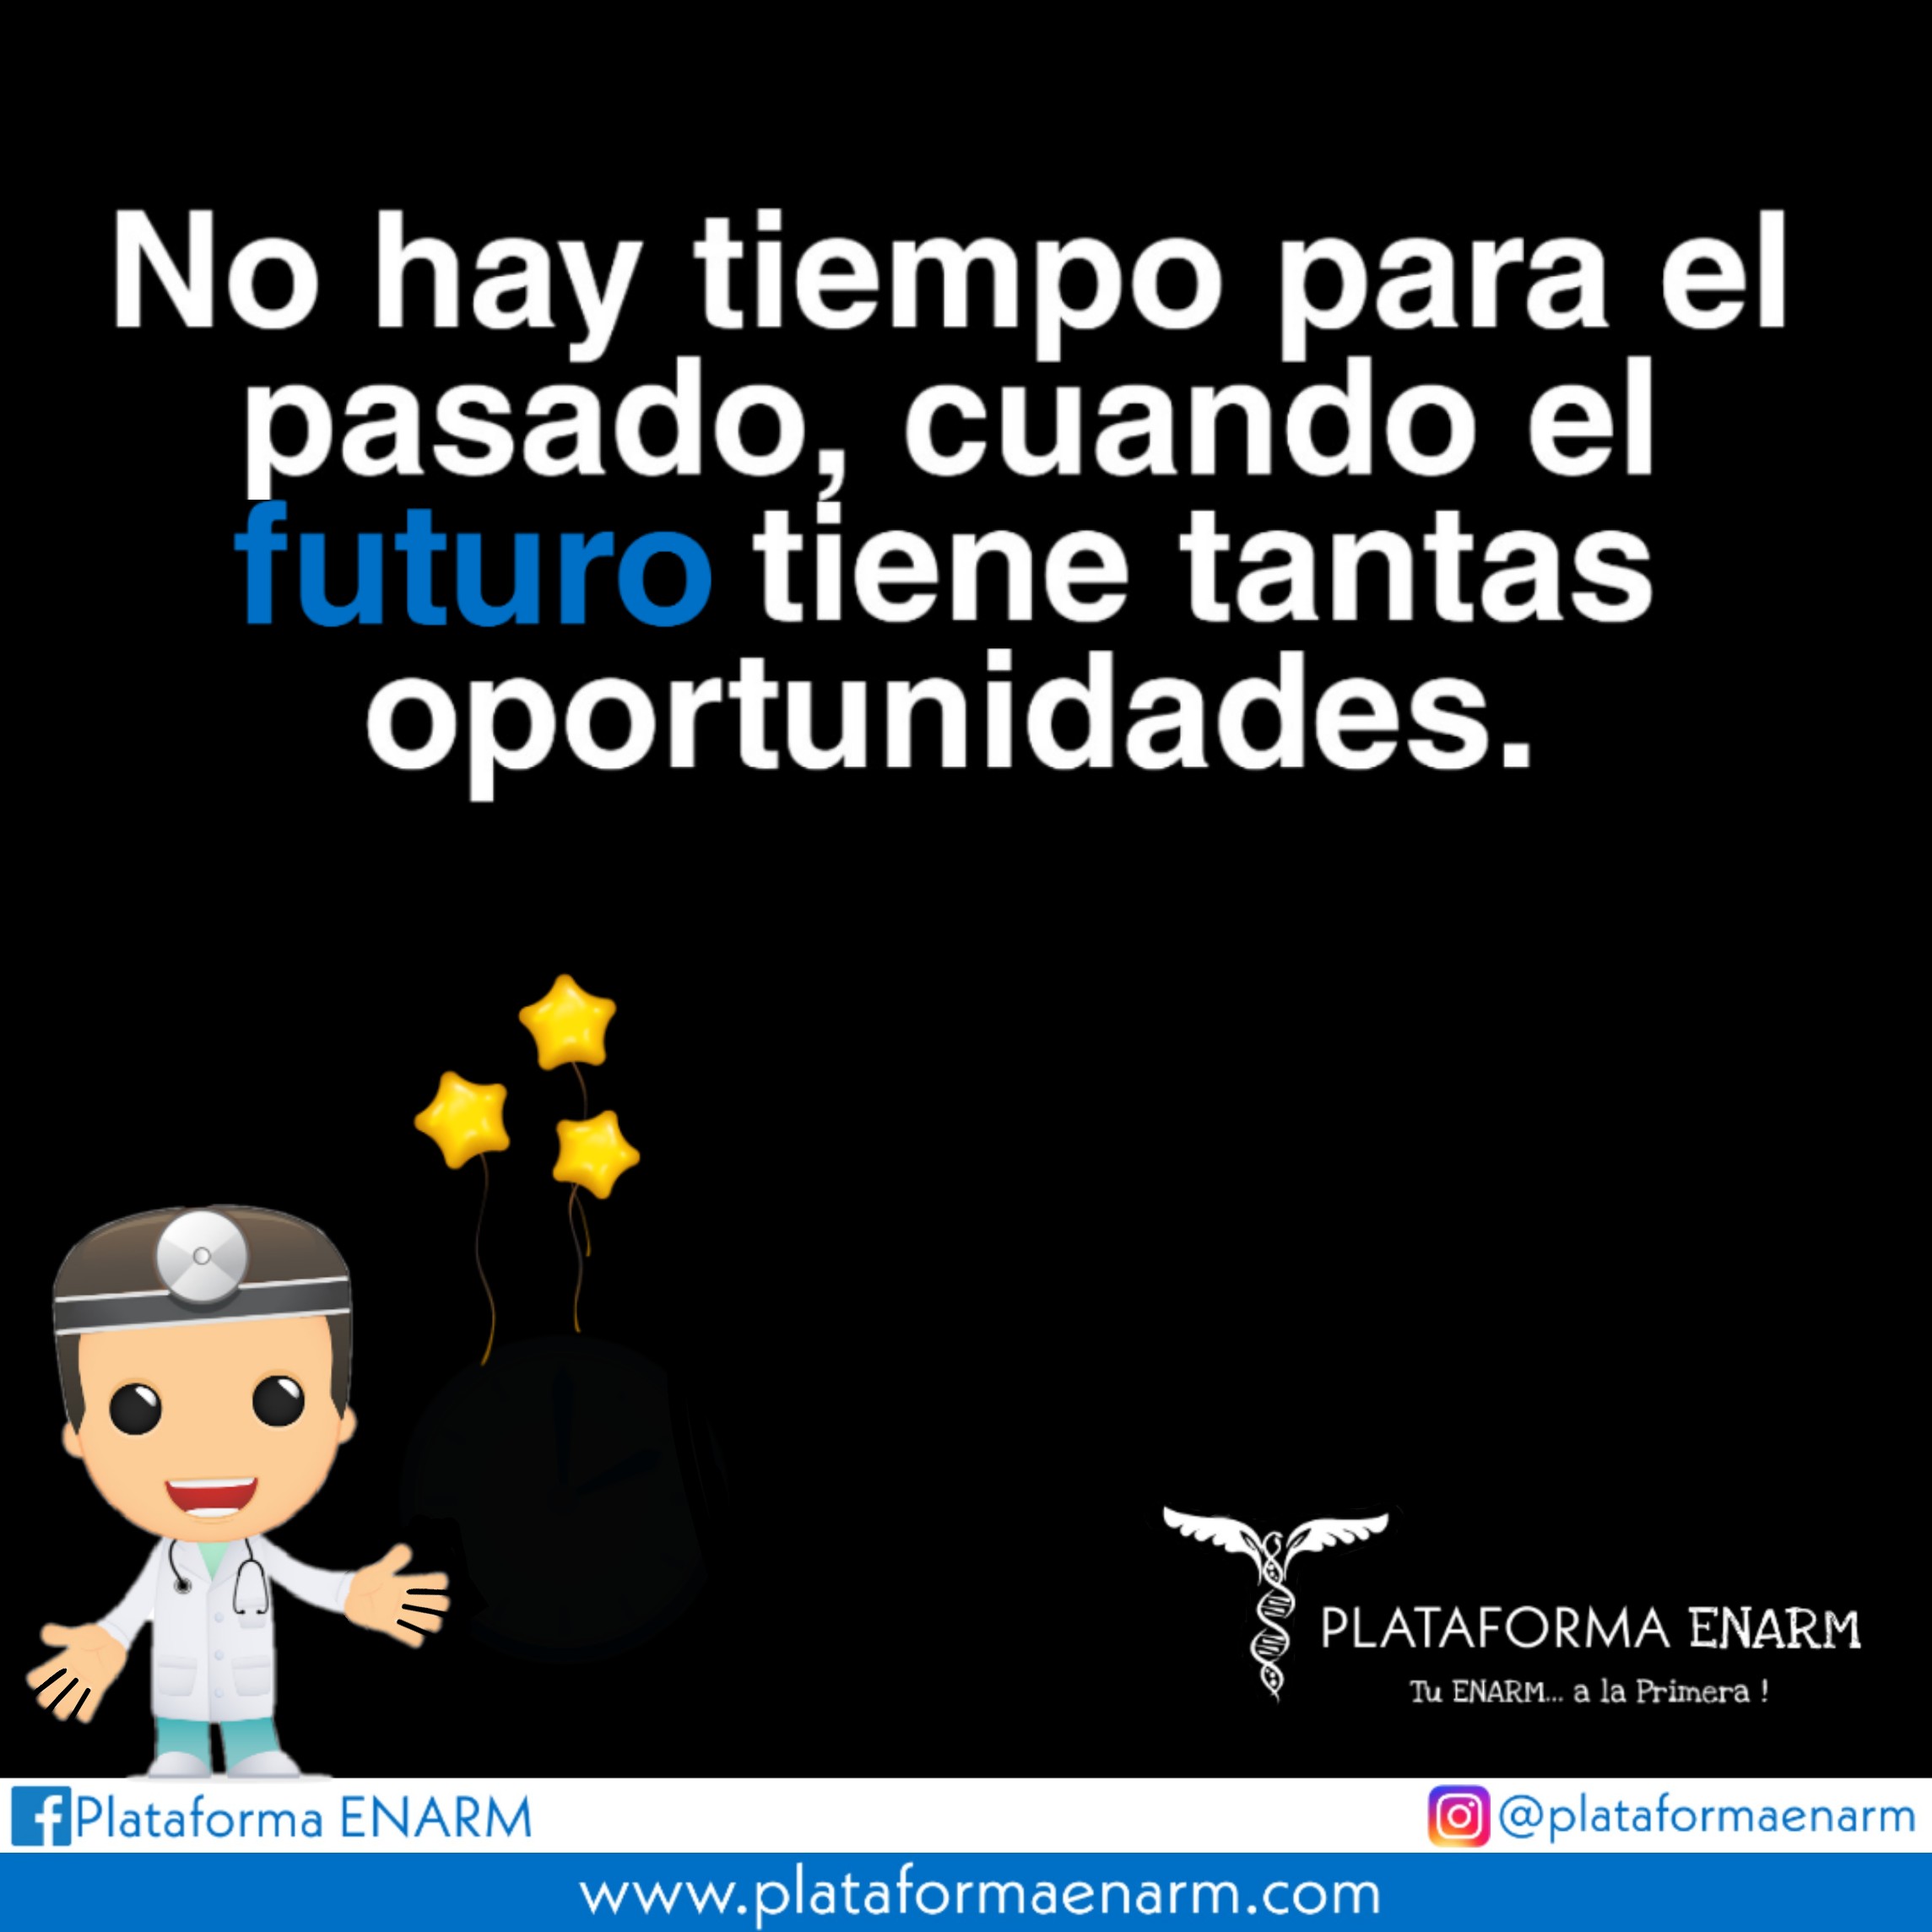 No hay tiempo para el
pasado, cuando el
futuro tiene tantas
oportunidades.
PLATAFORMA ENARM
Tu ENARM... a la Primera !
Plataforma ENARM
@plataformaenarm
www.plataformaenarm.com